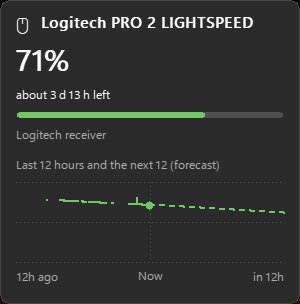 Logitech PRO 2 LIGHTSPEED
71%
about 3 d 13 h left
Logitech receiver
Last 12 hours and the next 12 (forecast)
12h ago
Now
in 12h